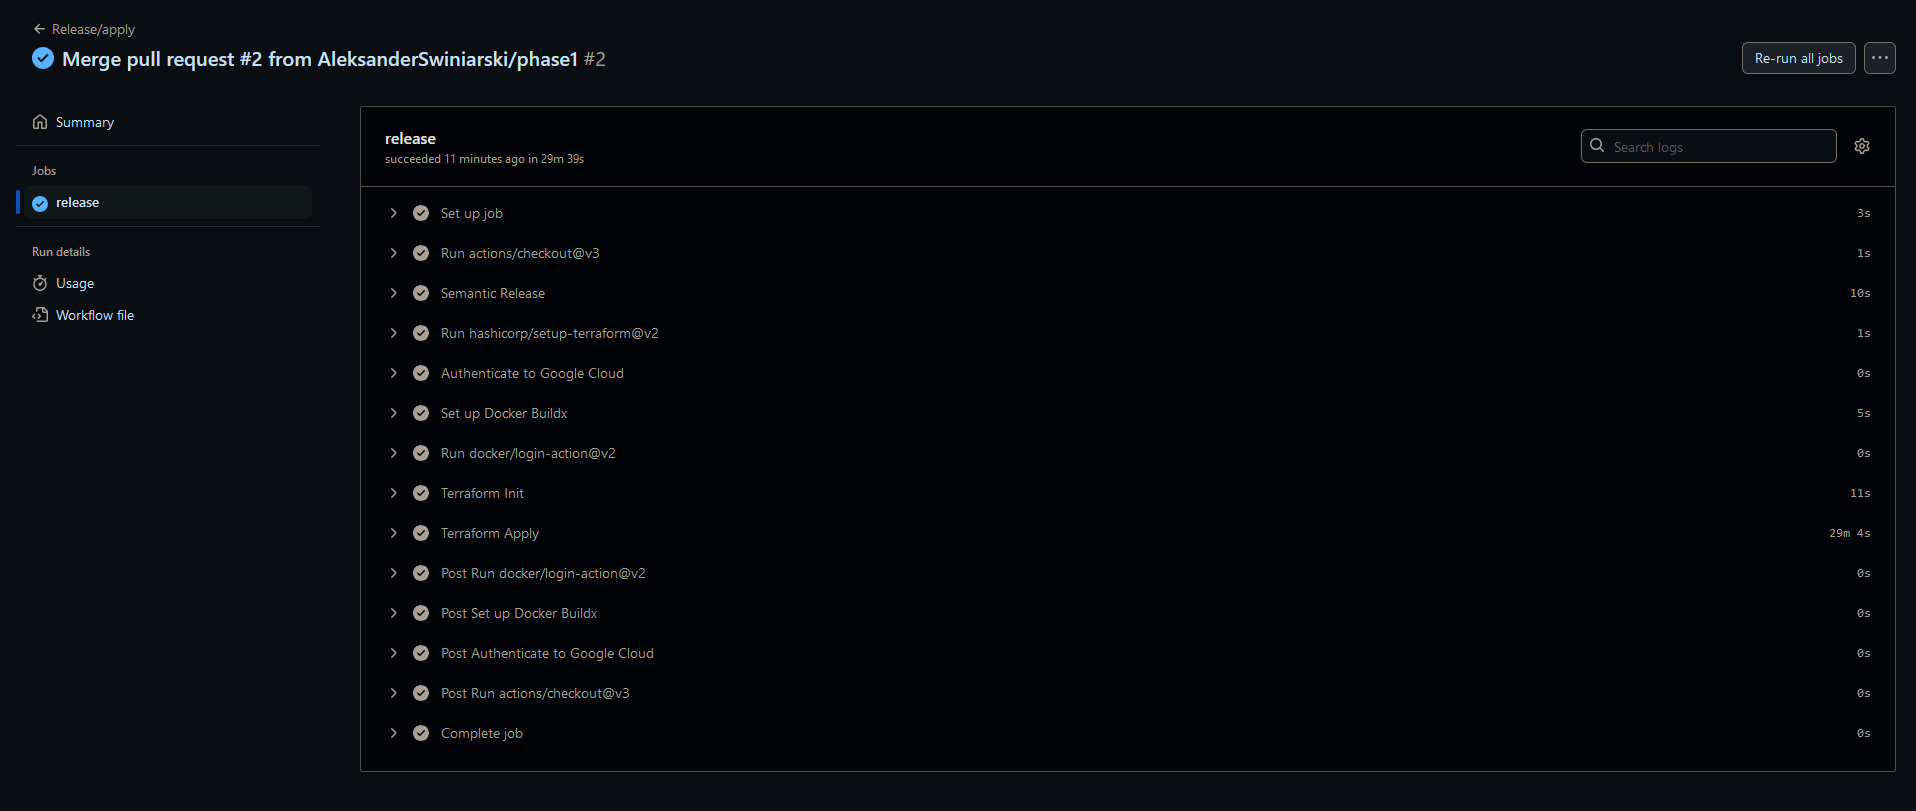 Release/apply
Merge pull request #2 from AleksanderSwiniarski/phase1 #2
Re-run all jobs
Summary
Jobs
release
Run details
Usage
Workflow file
release
succeeded 11 minutes ago in 29m 39s
Search logs
Set up job 3s
Run actions/checkout@v3 1s
Semantic Release 10s
Run hashicorp/setup-terraform@v2 1s
Authenticate to Google Cloud 0s
Set up Docker Buildx 5s
Run docker/login-action@v2 0s
Terraform Init 11s
Terraform Apply 29m 4s
Post Run docker/login-action@v2 0s
Post Set up Docker Buildx 0s
Post Authenticate to Google Cloud 0s
Post Run actions/checkout@v3 0s
Complete job 0s